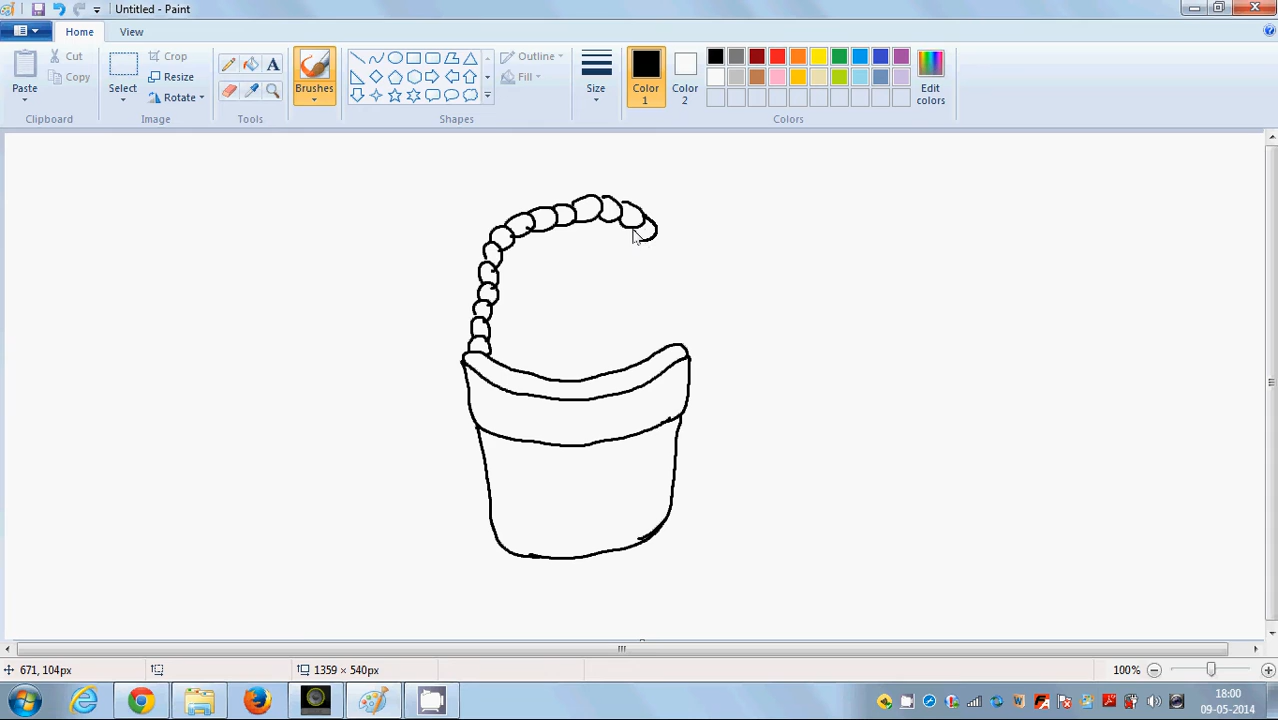 Untitled - Paint
Home
View
Paste
Cut
Copy
Clipboard
Select
Crop
Resize
Rotate
Image
A
Tools
Brushes
Outline
Fill
Shapes
Size
Color
1
Color
2
Edit
colors
Colors
671, 104px
1359 × 540px
100%
18:00
09-05-2014